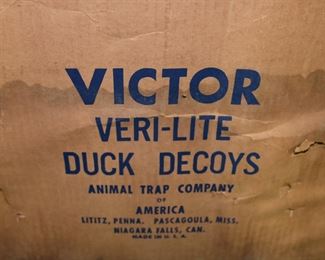 VICTOR
VERI-LITE
DUCK DECOYS
ANIMAL TRAP COMPANY
OF
AMERICA
LITITZ, PENNA. PASCAGOULA, MISS.
NIAGARA FALLS, CAN.
MADE IN U.S.A.